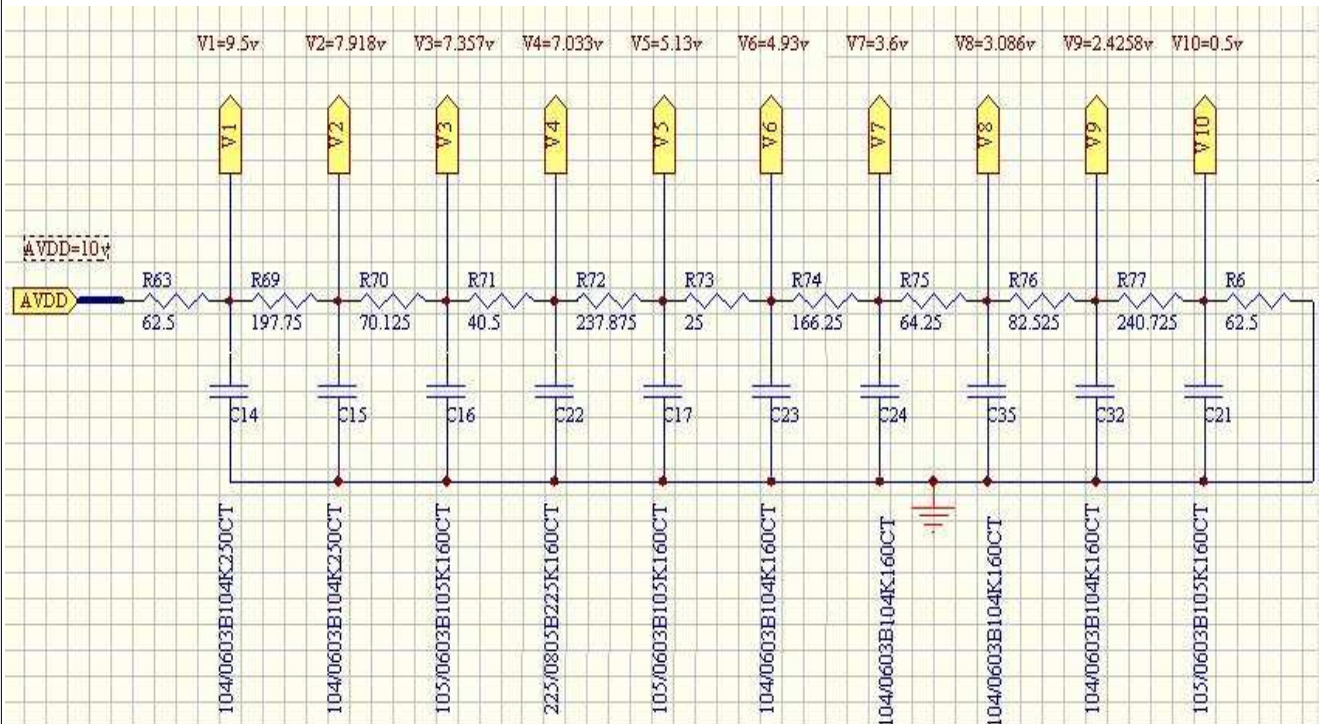 V1=9.5v V2=7.918v V3=7.357v V4=7.033v V5=5.13v V6=4.93v V7=3.6v V8=3.086v V9=2.4258v V10=0.5v
V1 V2 V3 V4 V5 V6 V7 V8 V9 V10
AVDD=10v
R63 R69 R70 R71 R72 R73 R74 R75 R76 R77 R6
AVDD
62.5 197.75 70.125 40.5 237.875 25 166.25 64.25 82.525 240.725 62.5
C14 C15 C16 C22 C17 C23 C24 C35 C32 C21
104/0603B104K250CT
104/0603B104K250CT
105/0603B105K160CT
225/0805B225K160CT
105/0603B105K160CT
104/0603B104K160CT
104/0603B104K160CT
104/0603B104K160CT
104/0603B104K160CT
105/0603B105K160CT